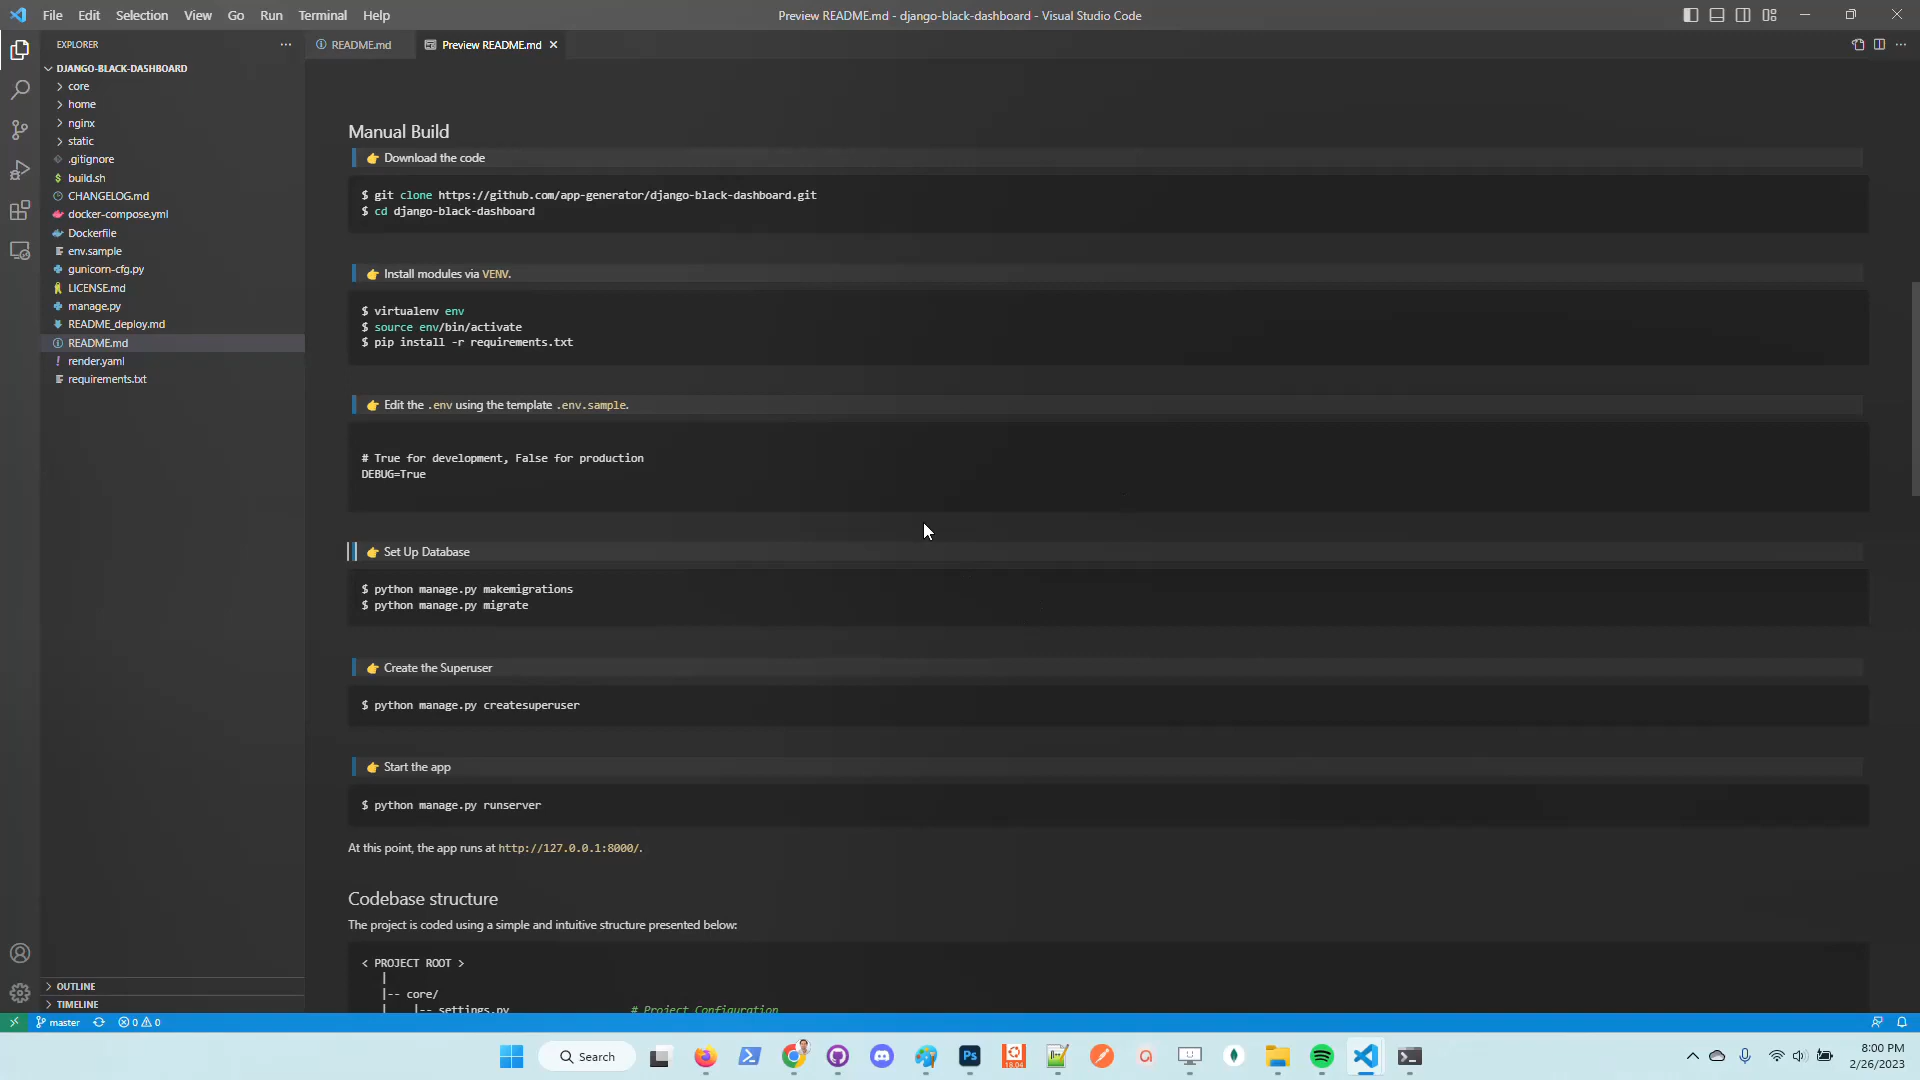 File Edit Selection View Go Run Terminal Help
Preview README.md - django-black-dashboard - Visual Studio Code
EXPLORER
README.md
Preview README.md
DJANGO-BLACK-DASHBOARD
core
home
nginx
static
.gitignore
build.sh
CHANGELOG.md
docker-compose.yml
Dockerfile
env.sample
gunicorn-cfg.py
LICENSE.md
manage.py
README_deploy.md
README.md
render.yaml
requirements.txt
OUTLINE
TIMELINE
Manual Build
👉 Download the code
$ git clone https://github.com/app-generator/django-black-dashboard.git
$ cd django-black-dashboard
👉 Install modules via VENV.
$ virtualenv env
$ source env/bin/activate
$ pip install -r requirements.txt
👉 Edit the .env using the template .env.sample.
# True for development, False for production
DEBUG=True
👉 Set Up Database
$ python manage.py makemigrations
$ python manage.py migrate
👉 Create the Superuser
$ python manage.py createsuperuser
👉 Start the app
$ python manage.py runserver
At this point, the app runs at http://127.0.0.1:8000/.
Codebase structure
The project is coded using a simple and intuitive structure presented below:
< PROJECT ROOT >
|
|-- core/
| |-- settings.py # Project Configuration
master 0 0
Search
Ps
18.04
8:00 PM
2/26/2023